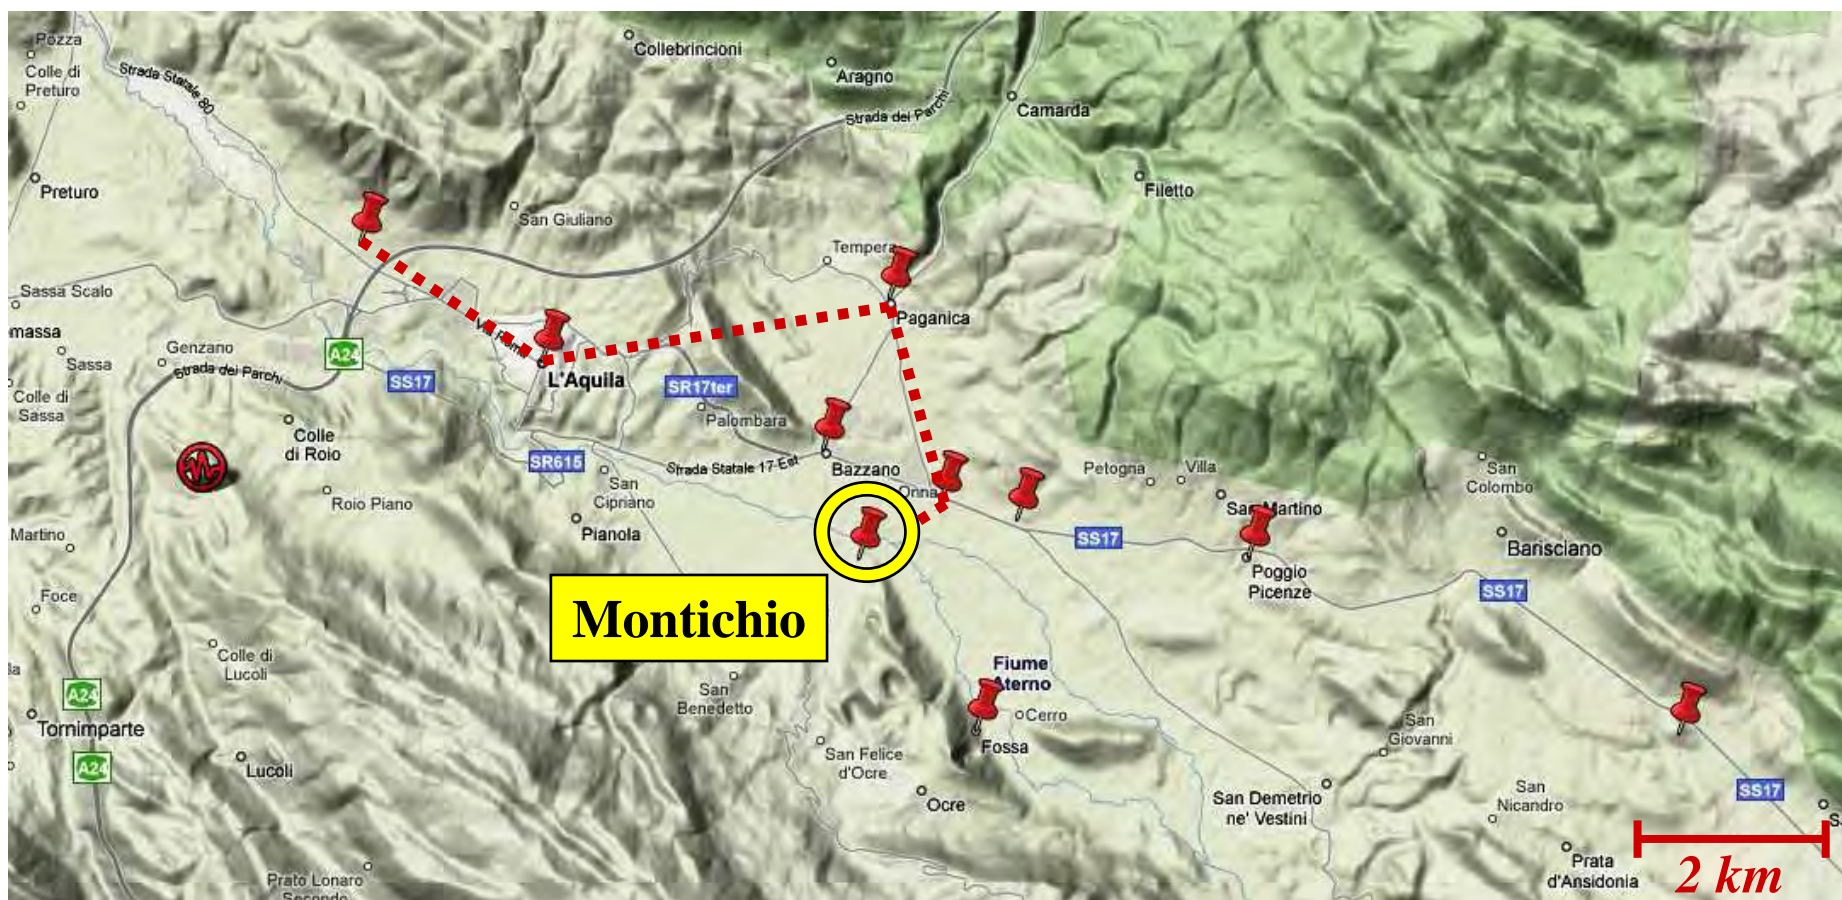 Pozza
Colle di
Preturo
Strada Statale 80
Collebrincioni
Aragno
Strada dei Parchi
Camarda
Preturo
Filetto
San Giuliano
Tempera
Sassa Scalo
Paganica
massa
Sassa
Genzano
A24
Strada dei Parchi
Via Roma
L'Aquila
SS17
SR17ter
Colle di
Sassa
Palombara
Colle
di Roio
SR615
Strada Statale 17 Est
Bazzano
Onna
Petogna
Villa
San
Colombo
San
Cipriano
Roio Piano
Pianola
San Martino
SS17
Barisciano
Martino
Poggio
Picenze
SS17
Foce
Montichio
Colle di
Lucoli
Fiume
Aterno
A24
San
Benedetto
Cerro
Tornimparte
Fossa
San
Giovanni
San Felice
d'Ocre
A24
Lucoli
Ocre
San Demetrio
ne' Vestini
San
Nicandro
SS17
Prata
d'Ansidonia
2 km
Prato Lonaro
Secondo